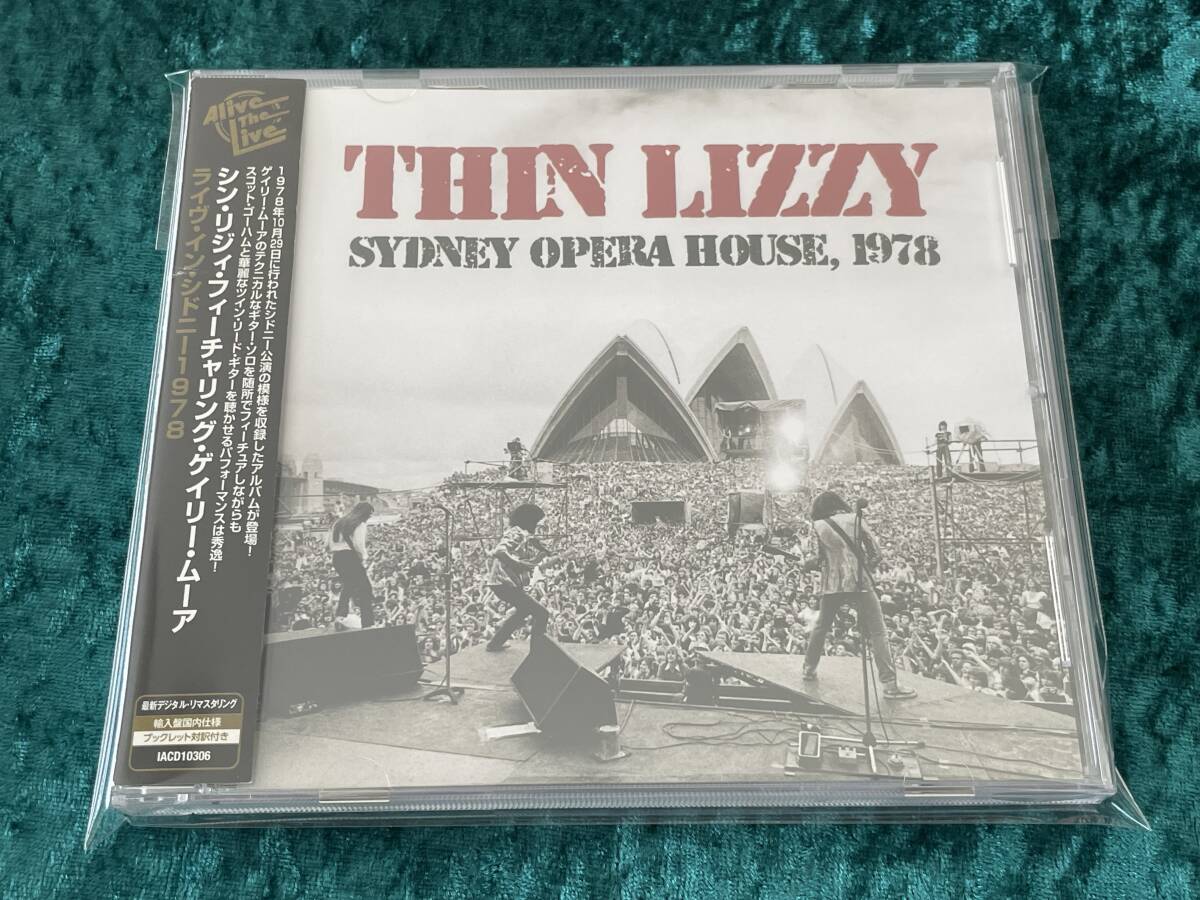 Alive
The
Live
1978年10月29日に行われたシドニー公演の模様を収録したアルバムが登場!
ゲイリー・ムーアのテクニカルなギター・ソロを随所でフィーチュアしながらも
スコット・ゴーハムと華麗なツイン・リード・ギターを聴かせるパフォーマンスは秀逸!
シン・リジィ・フィーチャリング・ゲイリー・ムーア
ライヴ・イン・シドニー1978
最新デジタル・リマスタリング
輸入盤国内仕様
ブックレット対訳付き
IACD10306
THIN LIZZY
SYDNEY OPERA HOUSE, 1978